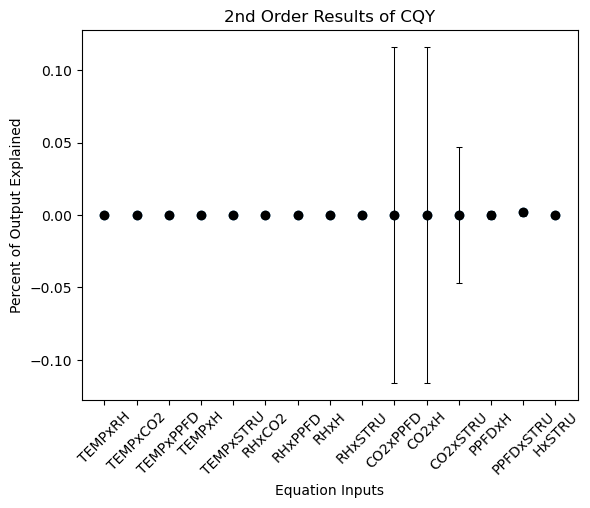 2nd Order Results of CQY
Percent of Output Explained
0.10
0.05
0.00
−0.05
−0.10
TEMPxRH
TEMPxCO2
TEMPxPPFD
TEMPxH
TEMPxSTRU
RHxCO2
RHxPPFD
RHxH
RHxSTRU
CO2xPPFD
CO2xH
CO2xSTRU
PPFDxH
PPFDxSTRU
HxSTRU
Equation Inputs